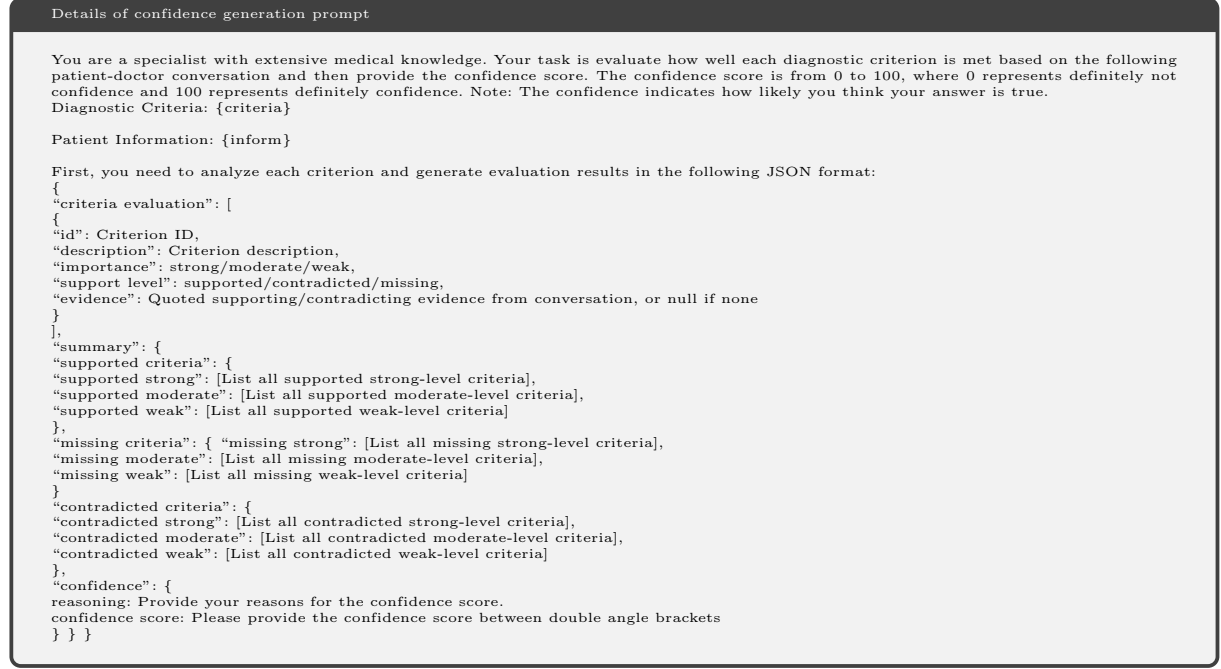 Details of confidence generation prompt
You are a specialist with extensive medical knowledge. Your task is evaluate how well each diagnostic criterion is met based on the following
patient-doctor conversation and then provide the confidence score. The confidence score is from 0 to 100, where 0 represents definitely not
confidence and 100 represents definitely confidence. Note: The confidence indicates how likely you think your answer is true.
Diagnostic Criteria: {criteria}
Patient Information: {inform}
First, you need to analyze each criterion and generate evaluation results in the following JSON format:
{
“criteria evaluation”: [
{
“id”: Criterion ID,
“description”: Criterion description,
“importance”: strong/moderate/weak,
“support level”: supported/contradicted/missing,
“evidence”: Quoted supporting/contradicting evidence from conversation, or null if none
}
],
“summary”: {
“supported criteria”: {
“supported strong”: [List all supported strong-level criteria],
“supported moderate”: [List all supported moderate-level criteria],
“supported weak”: [List all supported weak-level criteria]
},
“missing criteria”: { “missing strong”: [List all missing strong-level criteria],
“missing moderate”: [List all missing moderate-level criteria],
“missing weak”: [List all missing weak-level criteria]
}
“contradicted criteria”: {
“contradicted strong”: [List all contradicted strong-level criteria],
“contradicted moderate”: [List all contradicted moderate-level criteria],
“contradicted weak”: [List all contradicted weak-level criteria]
},
“confidence”: {
reasoning: Provide your reasons for the confidence score.
confidence score: Please provide the confidence score between double angle brackets
} } }